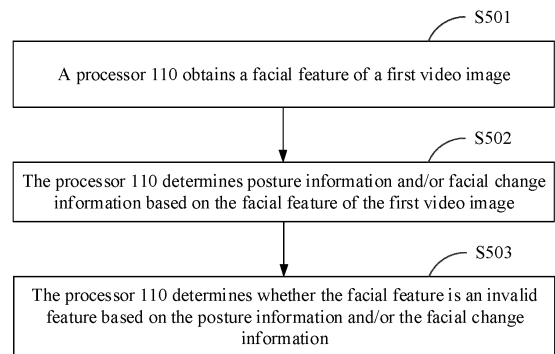 S501
A processor 110 obtains a facial feature of a first video image
S502
The processor 110 determines posture information and/or facial change
information based on the facial feature of the first video image
S503
The processor 110 determines whether the facial feature is an invalid
feature based on the posture information and/or the facial change
information